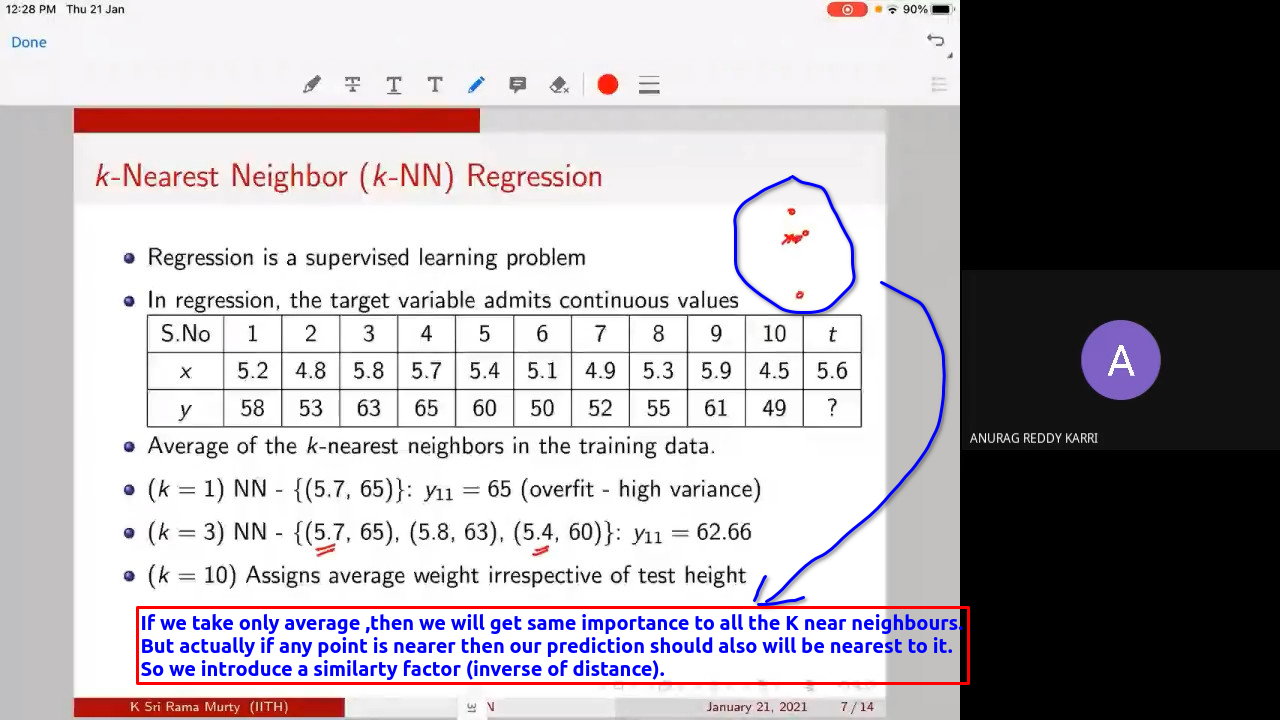 12:28 PM Thu 21 Jan 90%
Done
T T
k-Nearest Neighbor (k-NN) Regression
Regression is a supervised learning problem
In regression, the target variable admits continuous values
S.No 1 2 3 4 5 6 7 8 9 10 t
x 5.2 4.8 5.8 5.7 5.4 5.1 4.9 5.3 5.9 4.5 5.6
y 58 53 63 65 60 50 52 55 61 49 ?
Average of the k-nearest neighbors in the training data.
(k = 1) NN - {(5.7, 65)}: y₁₁ = 65 (overfit - high variance)
(k = 3) NN - {(5.7, 65), (5.8, 63), (5.4, 60)}: y₁₁ = 62.66
(k = 10) Assigns average weight irrespective of test height
If we take only average ,then we will get same importance to all the K near neighbours.
But actually if any point is nearer then our prediction should also will be nearest to it.
So we introduce a similarty factor (inverse of distance).
K Sri Rama Murty (IITH) N January 21, 2021 7 / 14
A
ANURAG REDDY KARRI